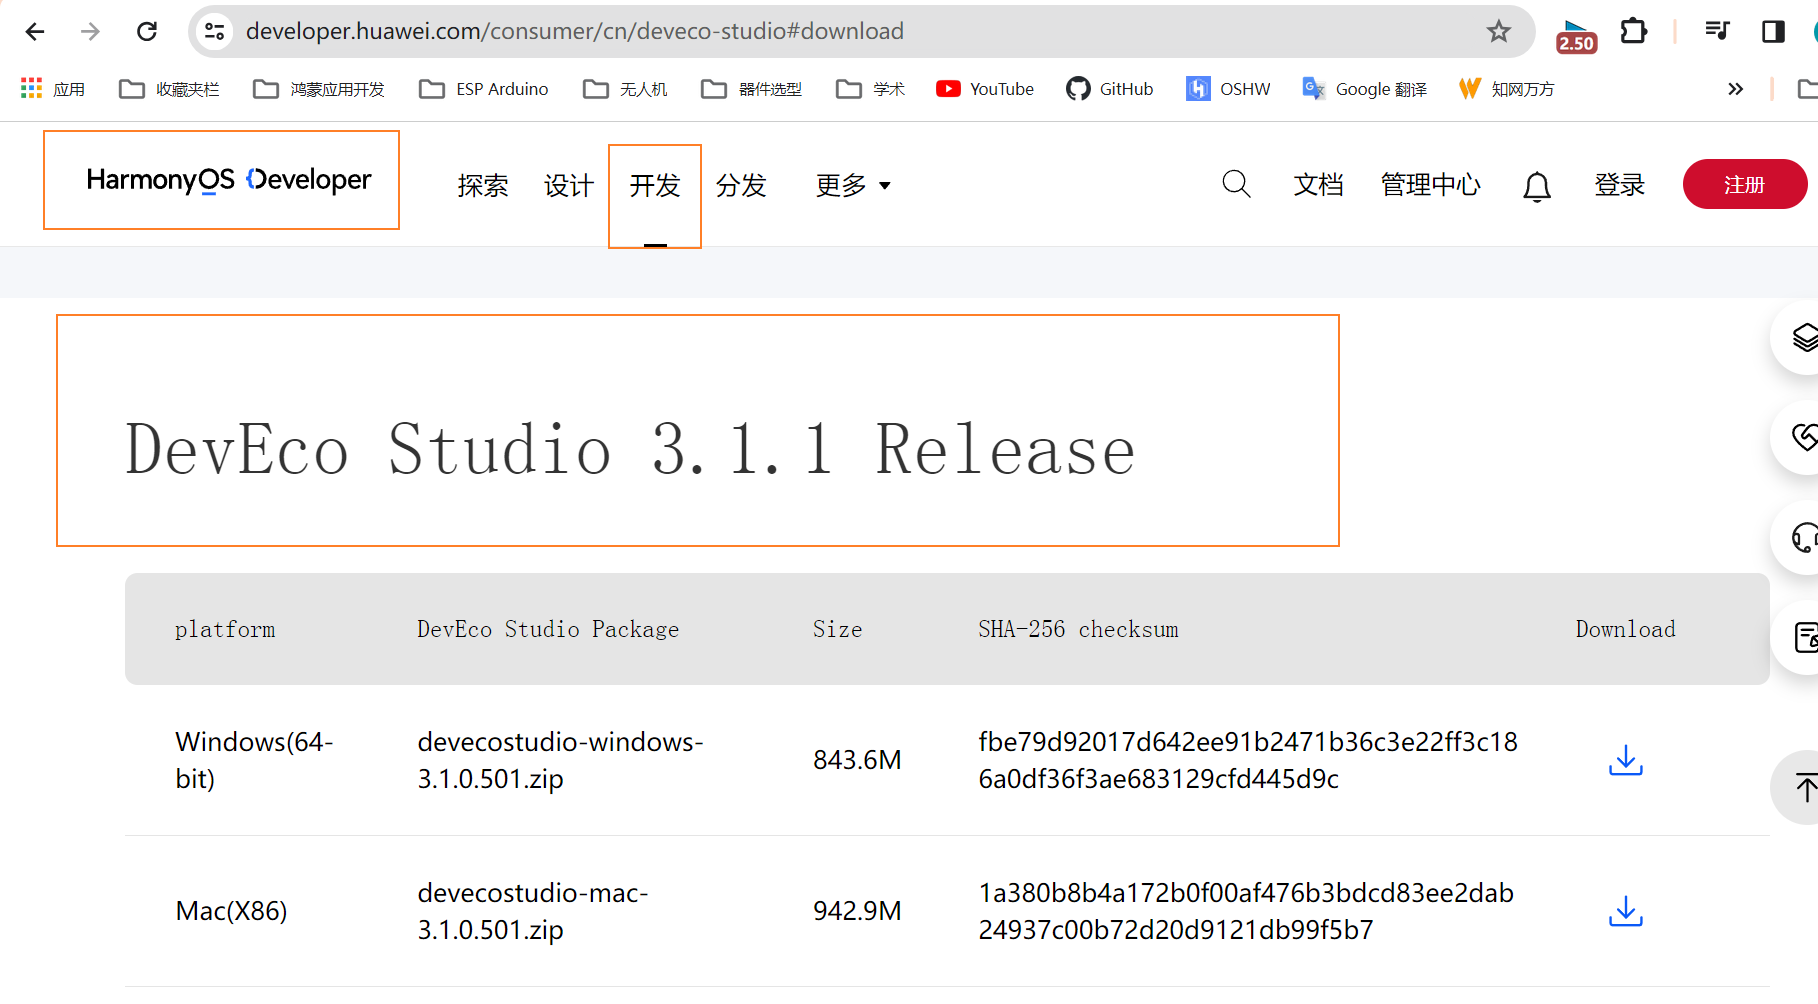 developer.huawei.com/consumer/cn/deveco-studio#download
2.50
应用 收藏夹栏 鸿蒙应用开发 ESP Arduino 无人机 器件选型 学术 YouTube GitHub OSHW Google 翻译 知网万方
HarmonyOS Developer 探索 设计 开发 分发 更多 文档 管理中心 登录 注册
DevEco Studio 3.1.1 Release
platform DevEco Studio Package Size SHA-256 checksum Download
Windows(64-
bit)
devecostudio-windows-
3.1.0.501.zip
843.6M
fbe79d92017d642ee91b2471b36c3e22ff3c18
6a0df36f3ae683129cfd445d9c
Mac(X86)
devecostudio-mac-
3.1.0.501.zip
942.9M
1a380b8b4a172b0f00af476b3bdcd83ee2dab
24937c00b72d20d9121db99f5b7